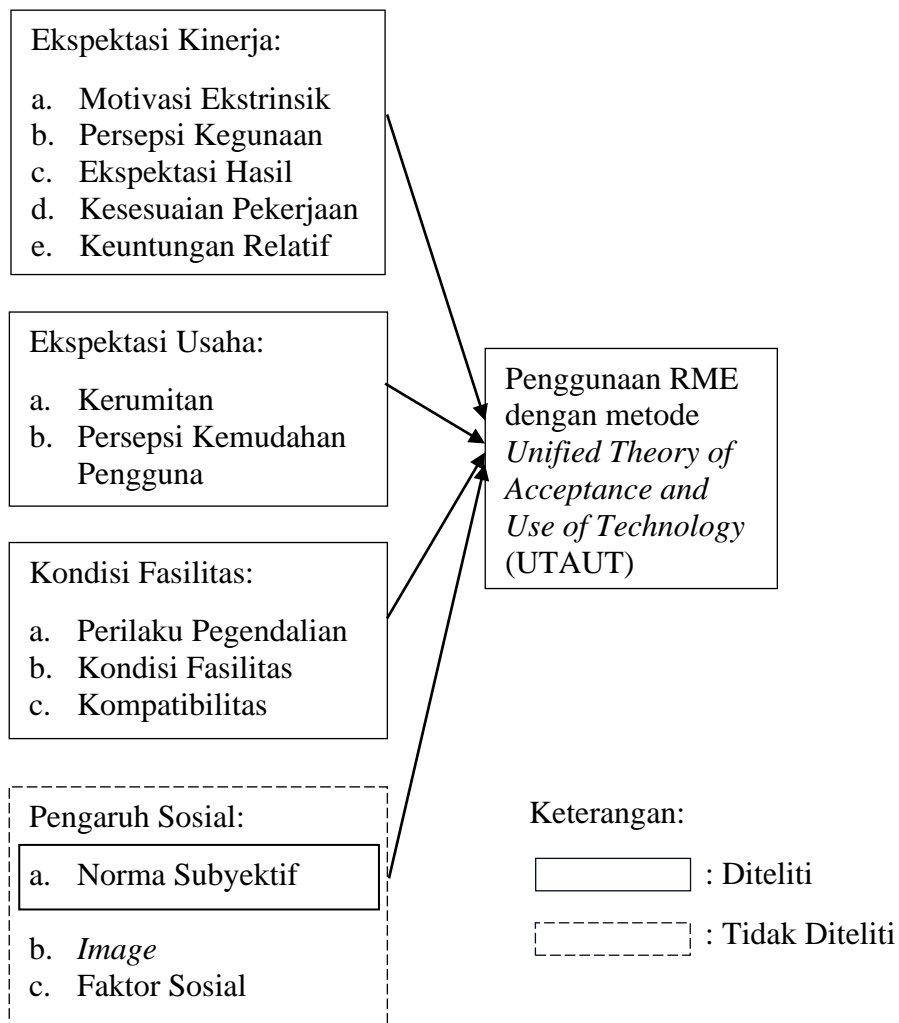 Ekspektasi Kinerja:
a. Motivasi Ekstrinsik
b. Persepsi Kegunaan
c. Ekspektasi Hasil
d. Kesesuaian Pekerjaan
e. Keuntungan Relatif
Ekspektasi Usaha:
a. Kerumitan
b. Persepsi Kemudahan
Pengguna
Kondisi Fasilitas:
a. Perilaku Pegendalian
b. Kondisi Fasilitas
c. Kompatibilitas
Pengaruh Sosial:
a. Norma Subyektif
b. Image
c. Faktor Sosial
Penggunaan RME
dengan metode
Unified Theory of
Acceptance and
Use of Technology
(UTAUT)
Keterangan:
: Diteliti
: Tidak Diteliti